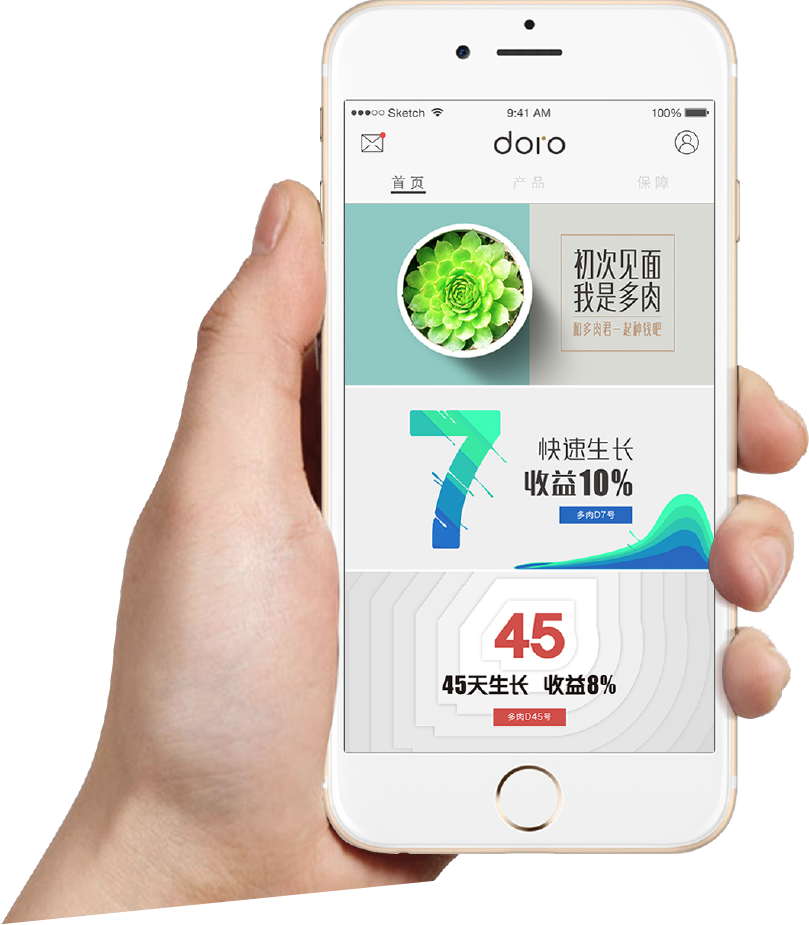 Sketch 9:41 AM 100%
doro
首页 产品 保障
初次见面
我是多肉
和多肉君一起种钱吧
7
快速生长
收益10%
多肉D7号
45
45天生长 收益8%
多肉D45号